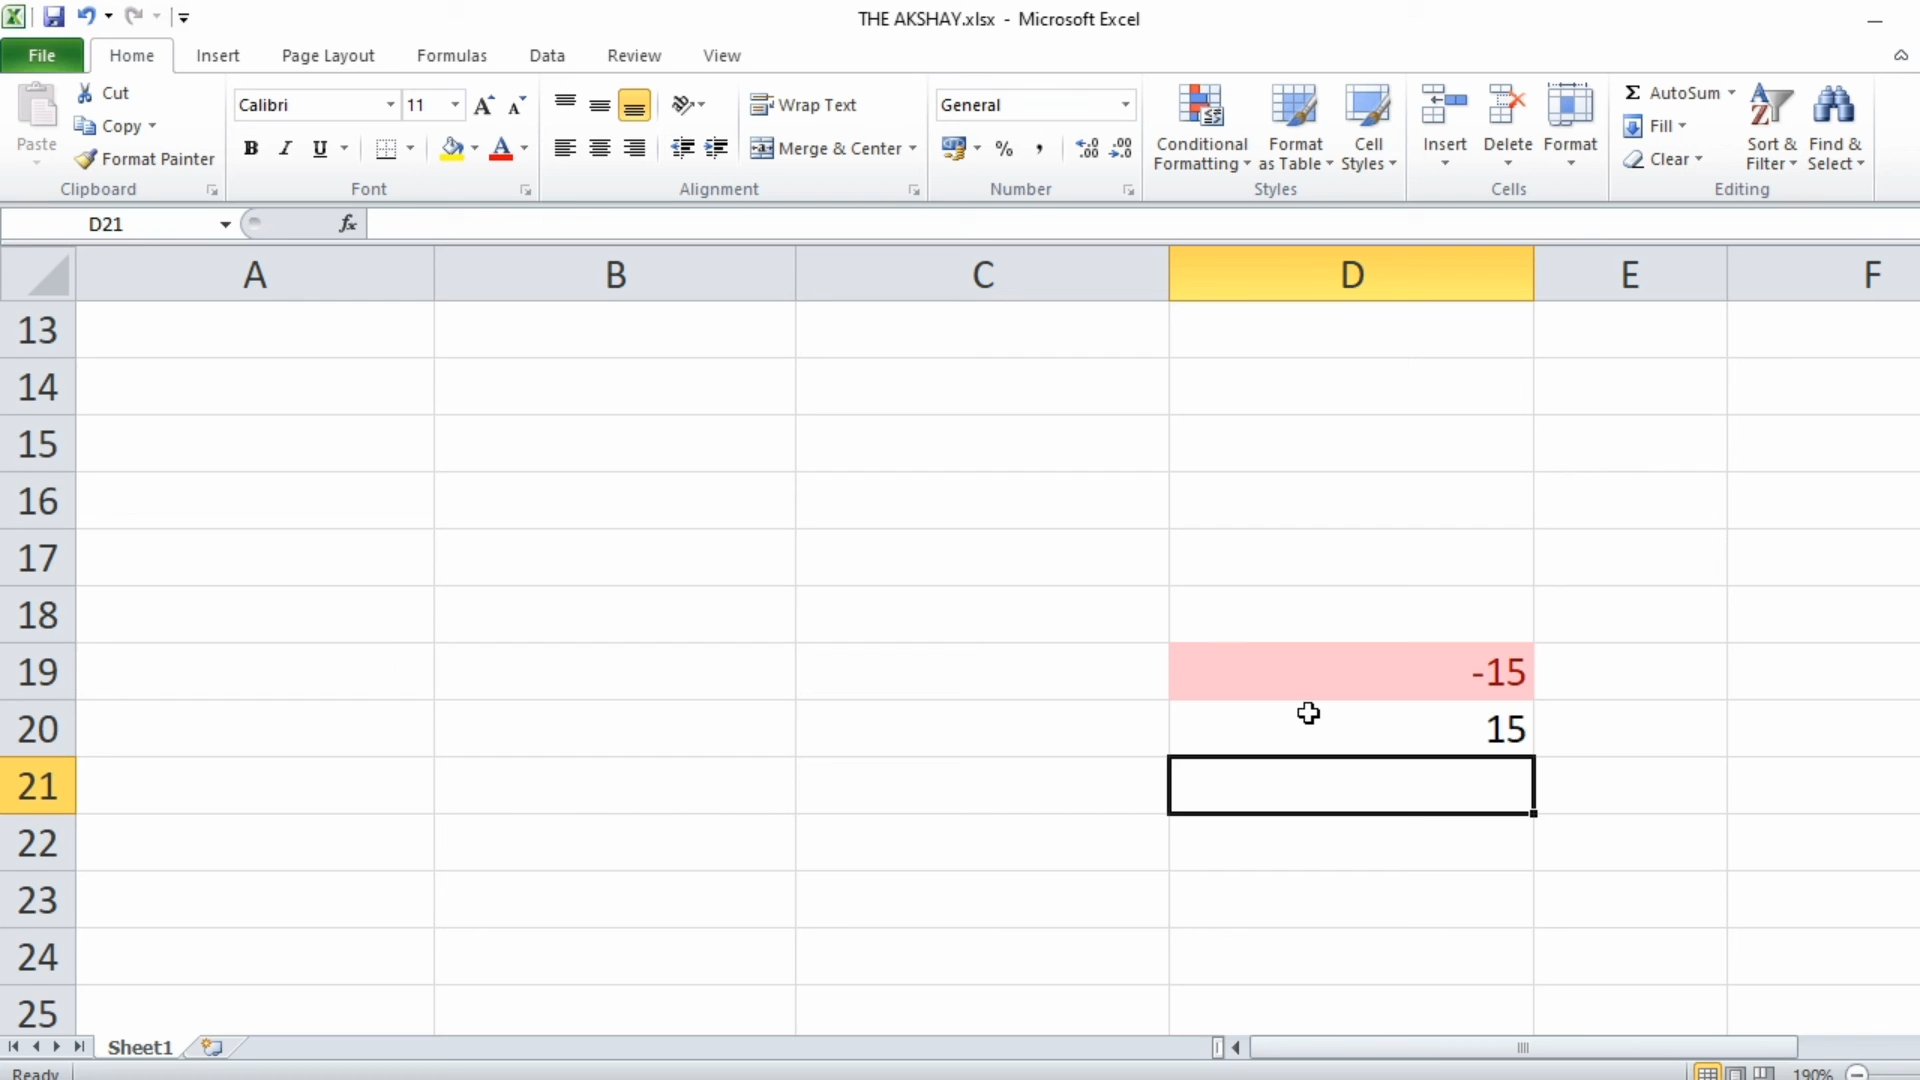 THE AKSHAY.xlsx - Microsoft Excel
File Home Insert Page Layout Formulas Data Review View
Paste
Cut
Copy
Format Painter
Clipboard
Calibri 11
B I U A
Font
Wrap Text
Merge & Center
Alignment
General
% ,
Number
Conditional Formatting
Format as Table
Cell Styles
Styles
Insert Delete Format
Cells
Σ AutoSum
Fill
Clear
Sort & Filter
Find & Select
Editing
D21 fx
A B C D E F
13
14
15
16
17
18
19 -15
20 15
21
22
23
24
25
Sheet1
Ready 190%